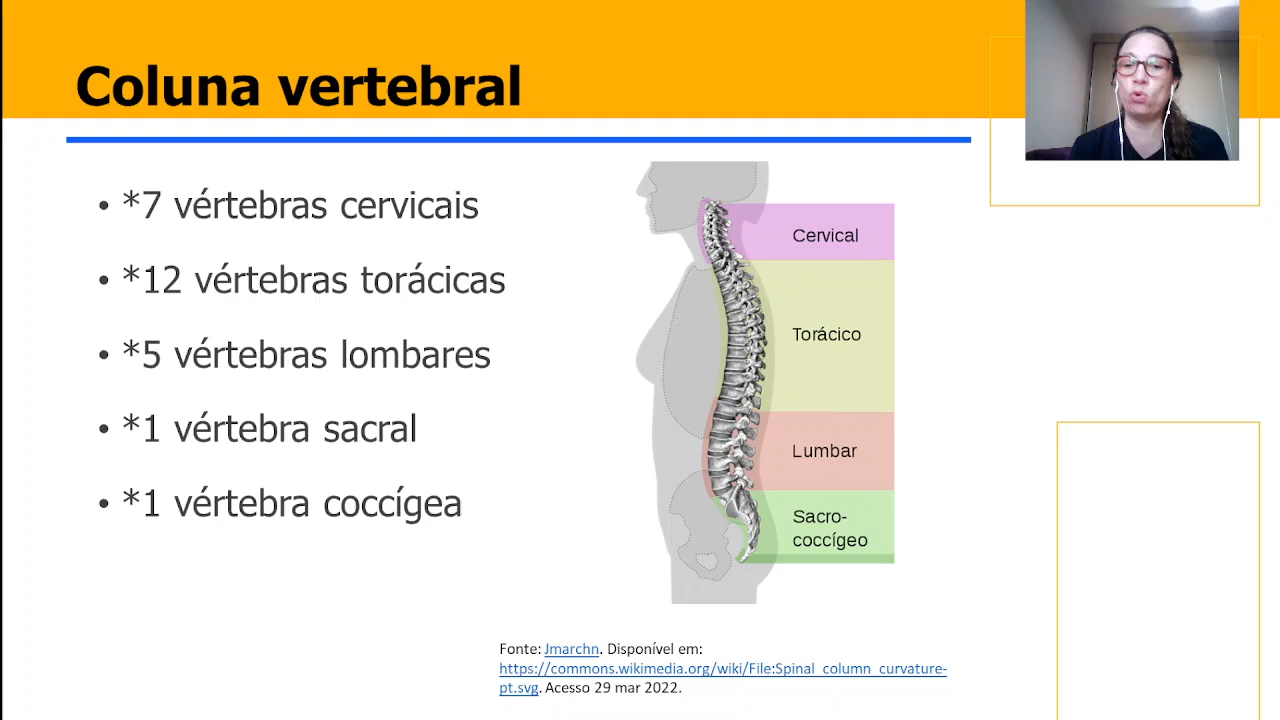 Coluna vertebral
• *7 vértebras cervicais
• *12 vértebras torácicas
• *5 vértebras lombares
• *1 vértebra sacral
• *1 vértebra coccígea
Cervical
Torácico
Lumbar
Sacro-
coccígeo
Fonte: Jmarchn. Disponível em:
https://commons.wikimedia.org/wiki/File:Spinal_column_curvature-
pt.svg. Acesso 29 mar 2022.